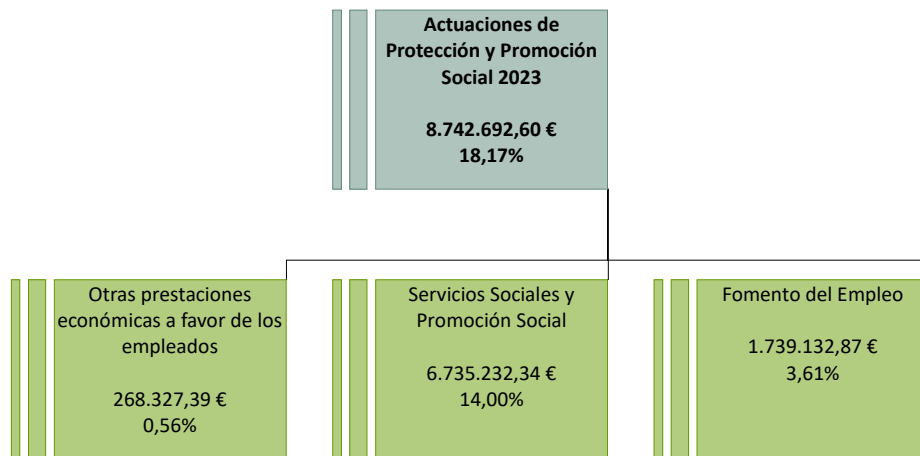 Actuaciones de
Protección y Promoción
Social 2023
8.742.692,60 €
18,17%
Otras prestaciones
económicas a favor de los
empleados
268.327,39 €
0,56%
Servicios Sociales y
Promoción Social
6.735.232,34 €
14,00%
Fomento del Empleo
1.739.132,87 €
3,61%